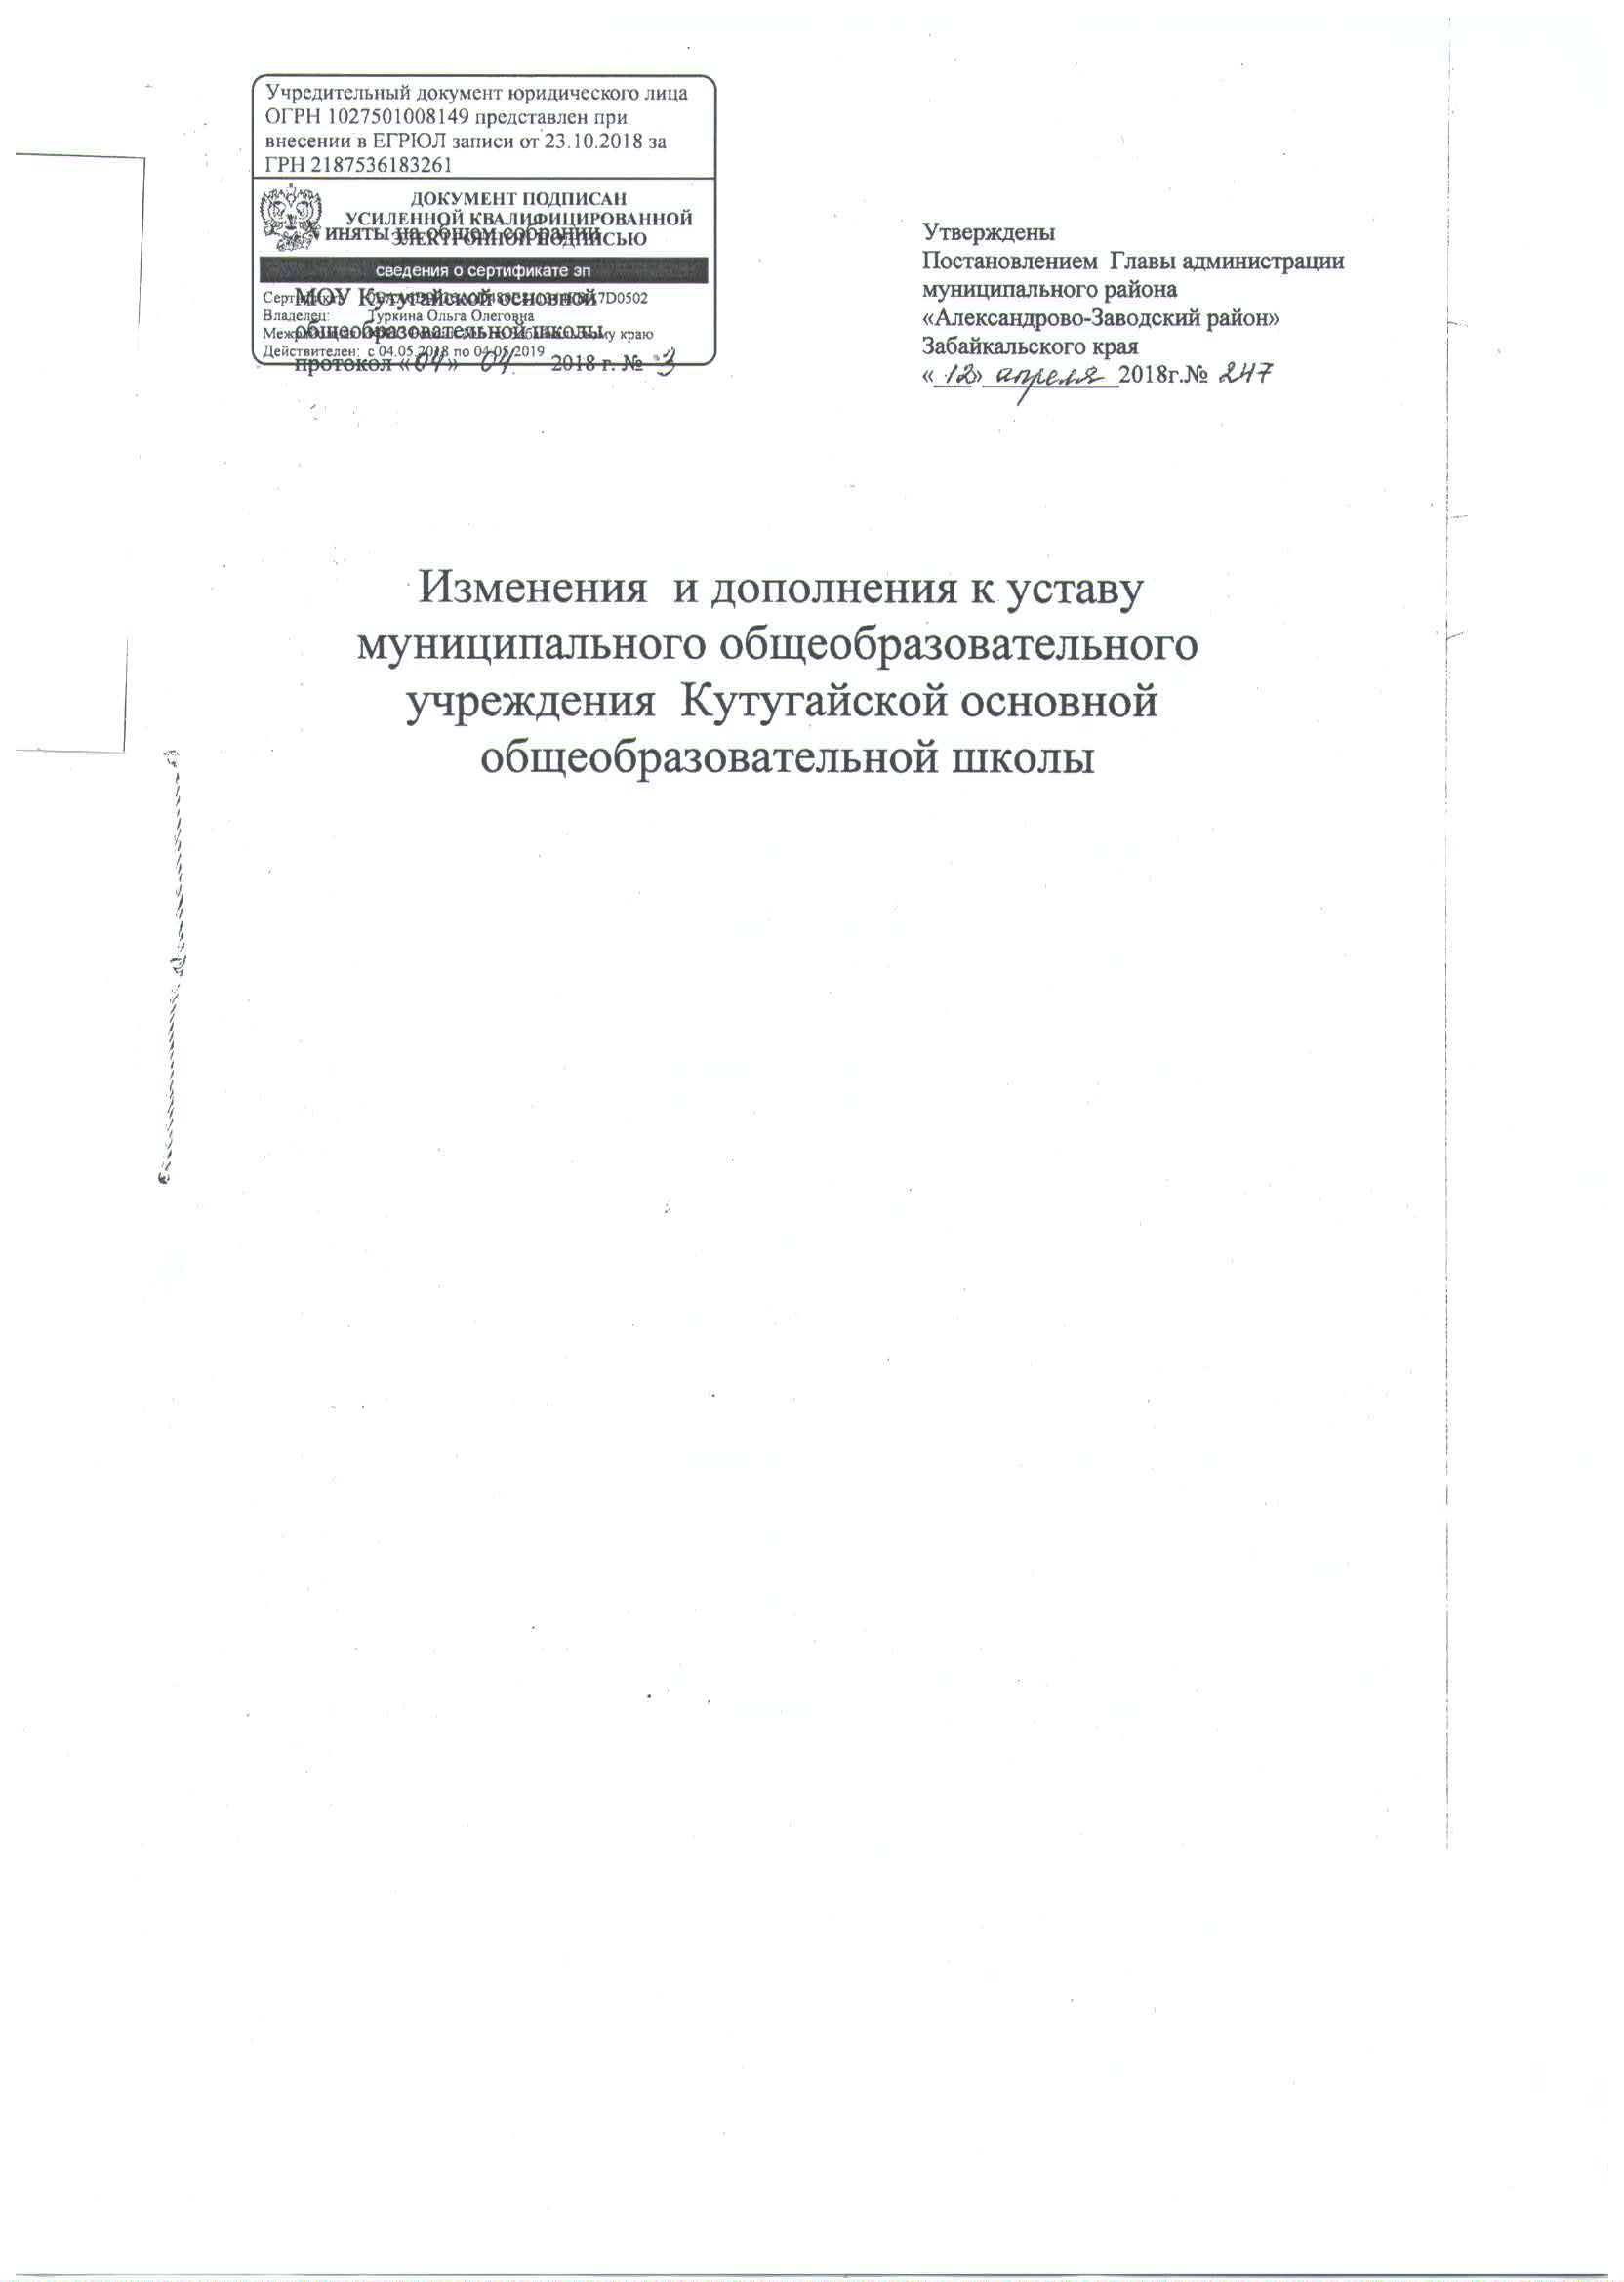 Учредительный документ юридического лица
ОГРН 1027501008149 представлен при
внесении в ЕГРЮЛ записи от 23.10.2018 за
ГРН 2187536183261
ДОКУМЕНТ ПОДПИСАН
УСИЛЕННОЙ КВАЛИФИЦИРОВАННОЙ
ЭЛЕКТРОННОЙ ПОДПИСЬЮ
иняты на общем собрании
сведения о сертификате эп
МОУ Кутугайской основной
Владелец: Туркина Ольга Олеговна
общеобразовательной школы
Действителен: с 04.05.2018 по 04.05.2019
протокол «04» 04. 2018 г. № 3
Утверждены
Постановлением Главы администрации
муниципального района
«Александрово-Заводский район»
Забайкальского края
«12» апреля 2018г.№ 247
Изменения и дополнения к уставу
муниципального общеобразовательного
учреждения Кутугайской основной
общеобразовательной школы